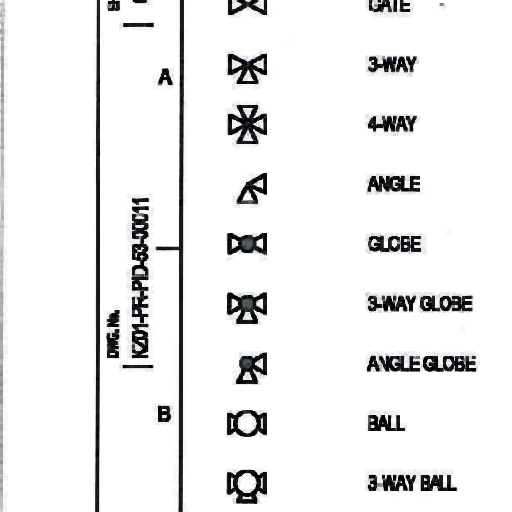 GATE
A
3-WAY
4-WAY
ANGLE
GLOBE
DWG. No.
KZ01-PR-PID-53-00011
3-WAY GLOBE
ANGLE GLOBE
B
BALL
3-WAY BALL